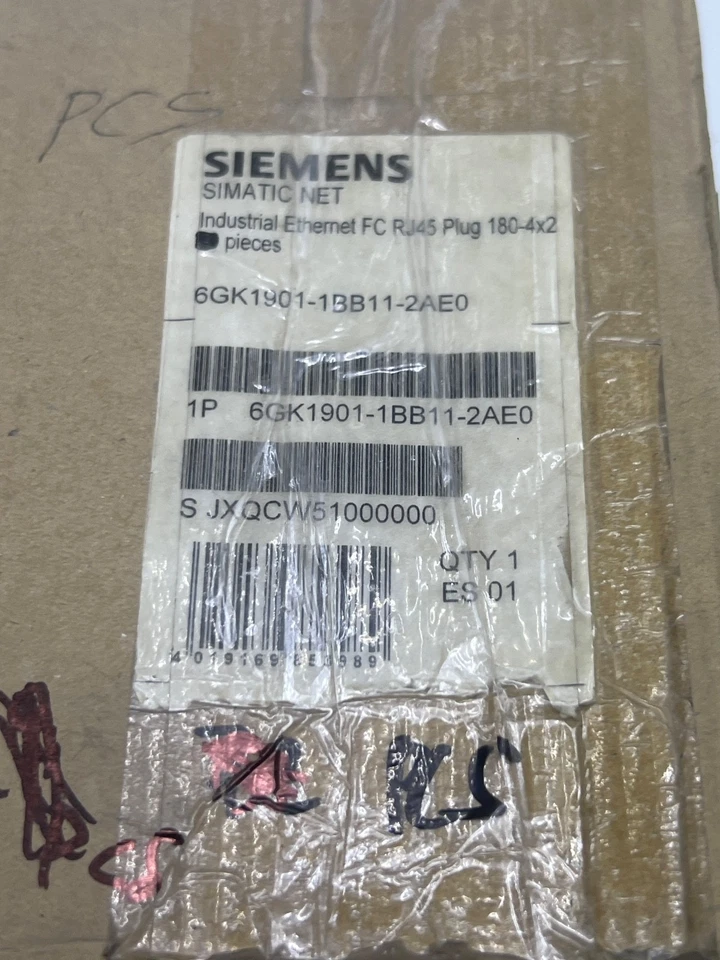 PCS
SIEMENS
SIMATIC NET
Industrial Ethernet FC RJ45 Plug 180-4x2
pieces
6GK1901-1BB11-2AE0
1P 6GK1901-1BB11-2AE0
S JXQCW51000000
QTY 1
ES 01
PCS